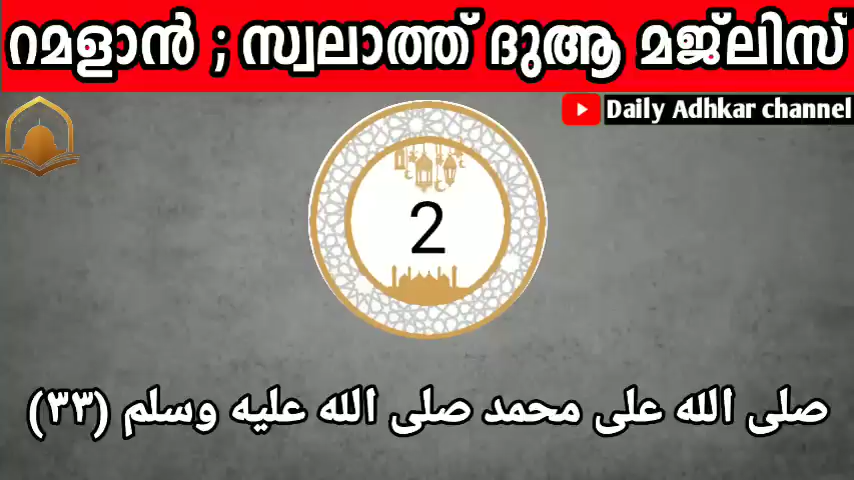 റമളാൻ ; സ്വലാത്ത് ദുആ മജ്ലിസ്
Daily Adhkar channel
2
صلى الله على محمد صلى الله عليه وسلم (٣٣)